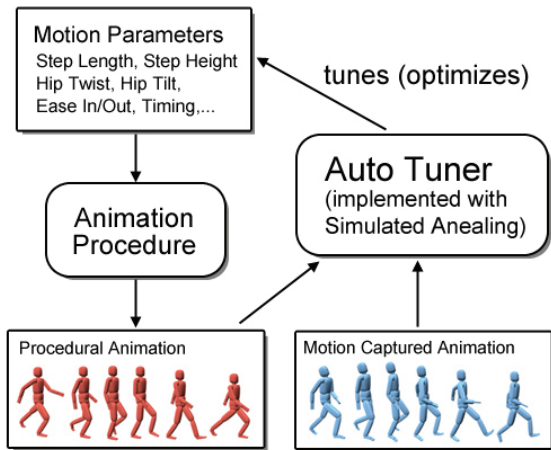 Motion Parameters
Step Length, Step Height
Hip Twist, Hip Tilt,
Ease In/Out, Timing,...
tunes (optimizes)
Auto Tuner
(implemented with
Simulated Anealing)
Animation
Procedure
Procedural Animation
Motion Captured Animation